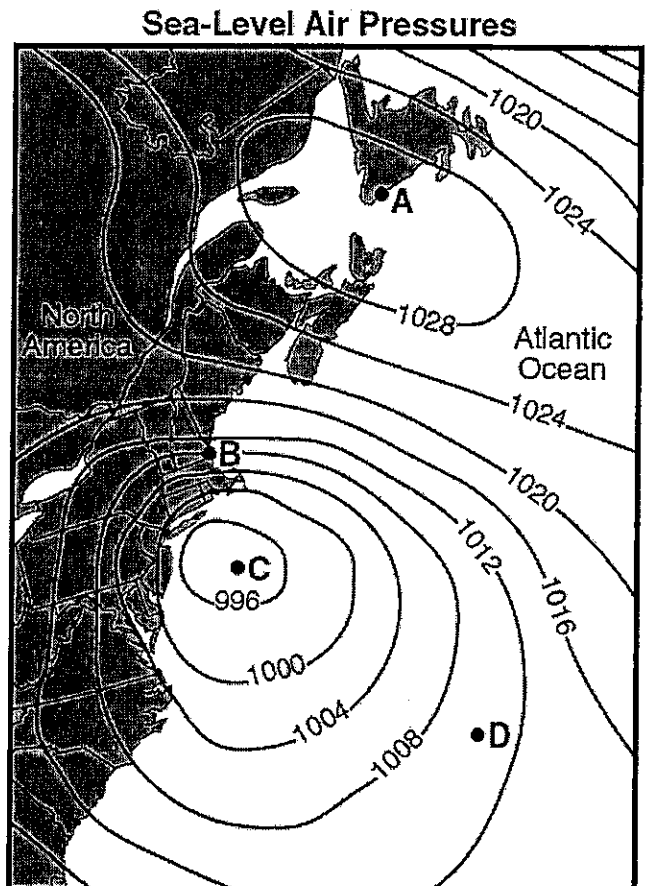 Sea-Level Air Pressures
1020
1024
A
North
America
1028
Atlantic
Ocean
1024
B
1020
1012
C
996
1016
1000
1004
D
1008